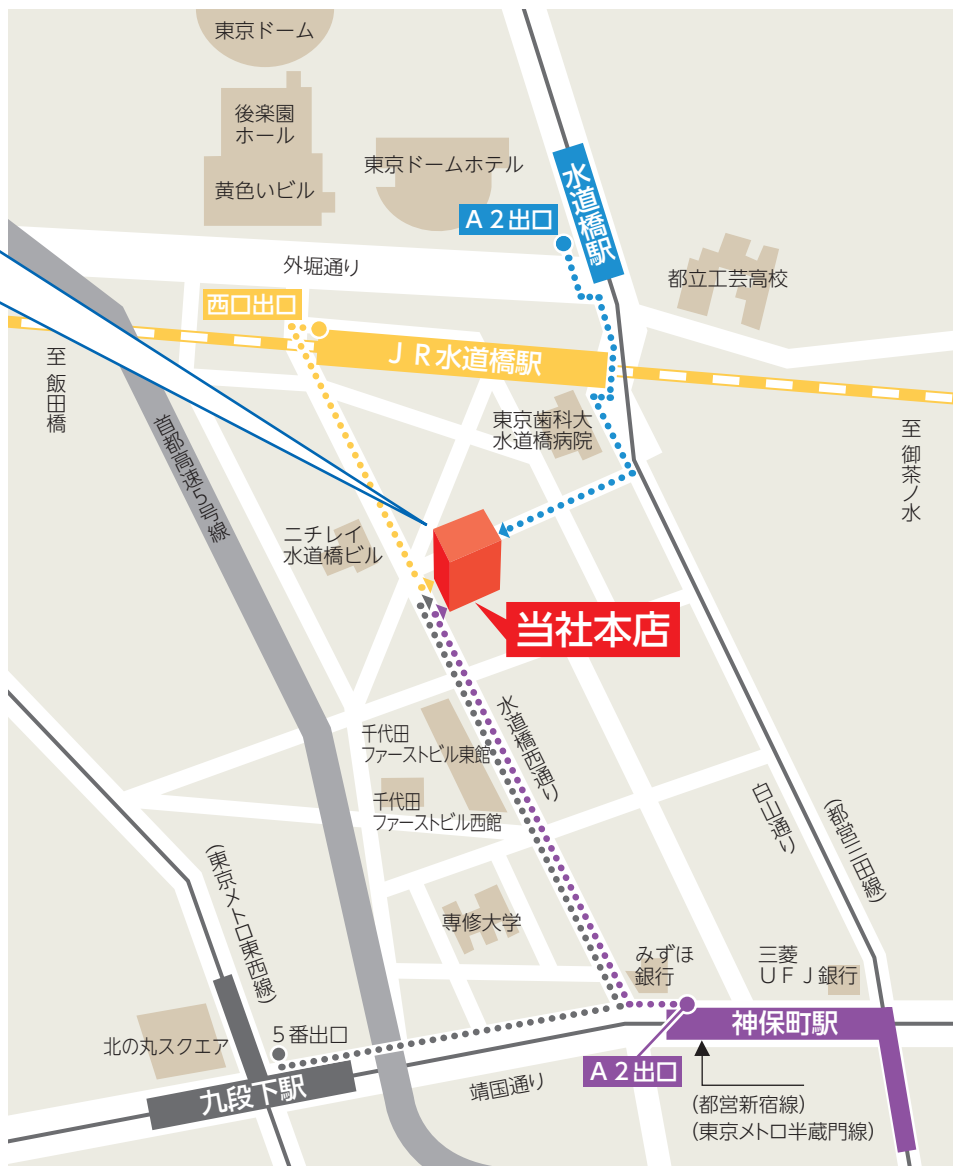 東京ドーム
後楽園
ホール
黄色いビル
東京ドームホテル
水道橋駅
A2出口
外堀通り
都立工芸高校
西口出口
JR水道橋駅
至 飯田橋
首都高速5号線
東京歯科大
水道橋病院
至 御茶ノ水
ニチレイ
水道橋ビル
当社本店
水道橋西通り
千代田
ファーストビル東館
千代田
ファーストビル西館
白山通り
(都営三田線)
(東京メトロ東西線)
専修大学
みずほ
銀行
三菱
UFJ銀行
北の丸スクエア
5番出口
神保町駅
九段下駅
靖国通り
A2出口
(都営新宿線)
(東京メトロ半蔵門線)